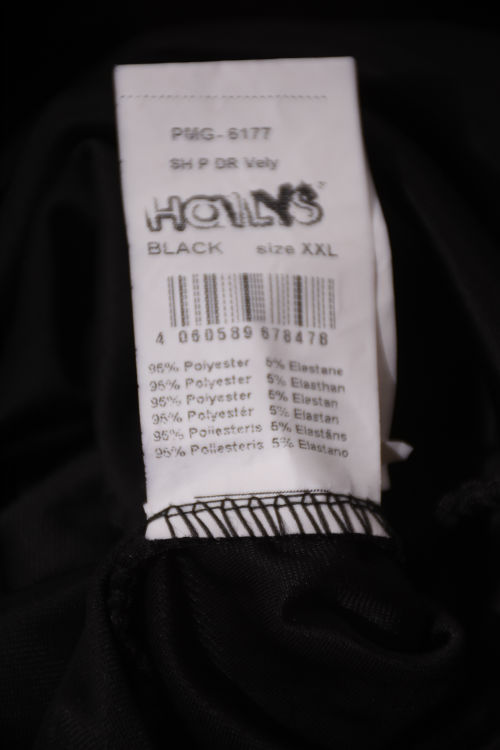 PMG- 6177
SH P DR Vely
HAILYS
BLACK size XXL
4 060589 678478
95% Polyester 5% Elastane
95% Polyester 5% Elasthan
95% Polyester 5% Elastan
95% Polyestér 5% Elastan
95% Poliesteris 5% Elastāns
95% Poliesteris 5% Elastano